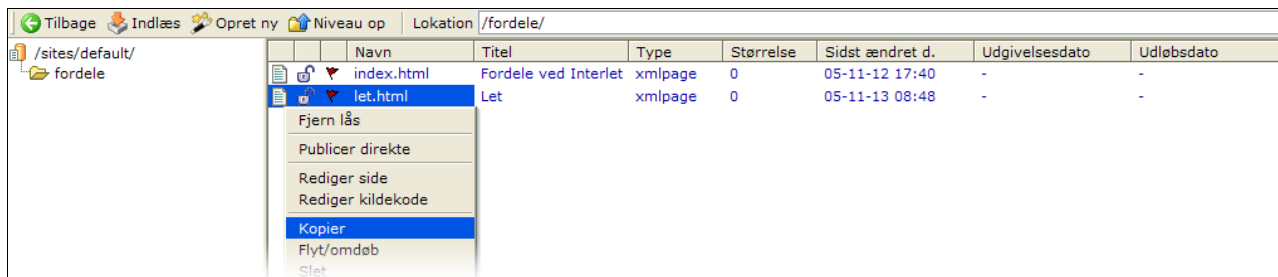 Tilbage Indlæs Opret ny Niveau op Lokation /fordele/
/sites/default/
fordele
Navn Titel Type Størrelse Sidst ændret d. Udgivelsesdato Udløbsdato
index.html Fordele ved Interlet xmlpage 0 05-11-12 17:40 - -
let.html Let xmlpage 0 05-11-13 08:48 - -
Fjern lås
Publicer direkte
Rediger side
Rediger kildekode
Kopier
Flyt/omdøb
Slet